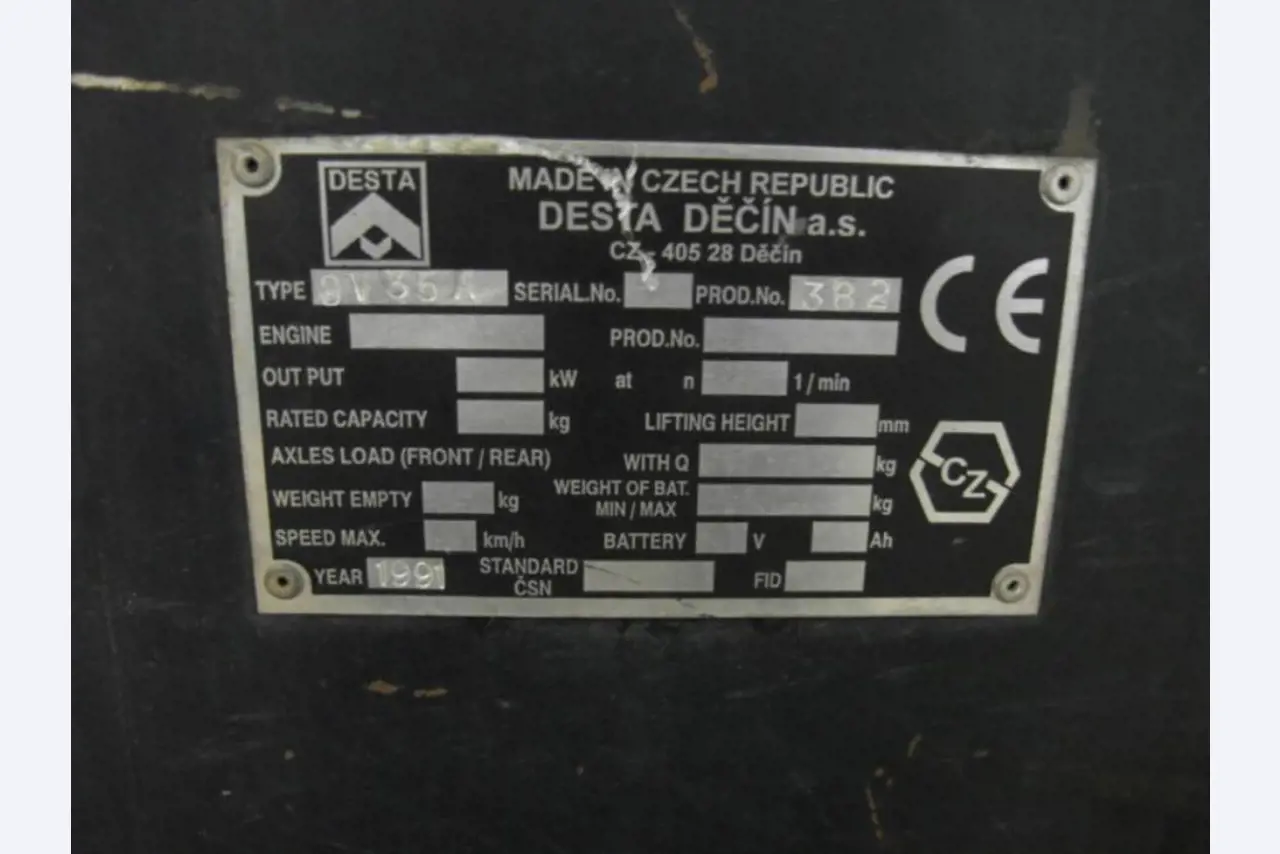 DESTA
MADE IN CZECH REPUBLIC
DESTA DĚČÍN a.s.
CZ - 405 28 Děčín
TYPE SERIAL.No. PROD.No. 382
ENGINE PROD.No.
OUT PUT kW at n 1/min
RATED CAPACITY kg LIFTING HEIGHT mm
AXLES LOAD (FRONT / REAR) WITH Q kg
WEIGHT EMPTY kg WEIGHT OF BAT. MIN / MAX kg
SPEED MAX. km/h BATTERY V Ah
YEAR 1991 STANDARD ČSN FID
CE
CZ